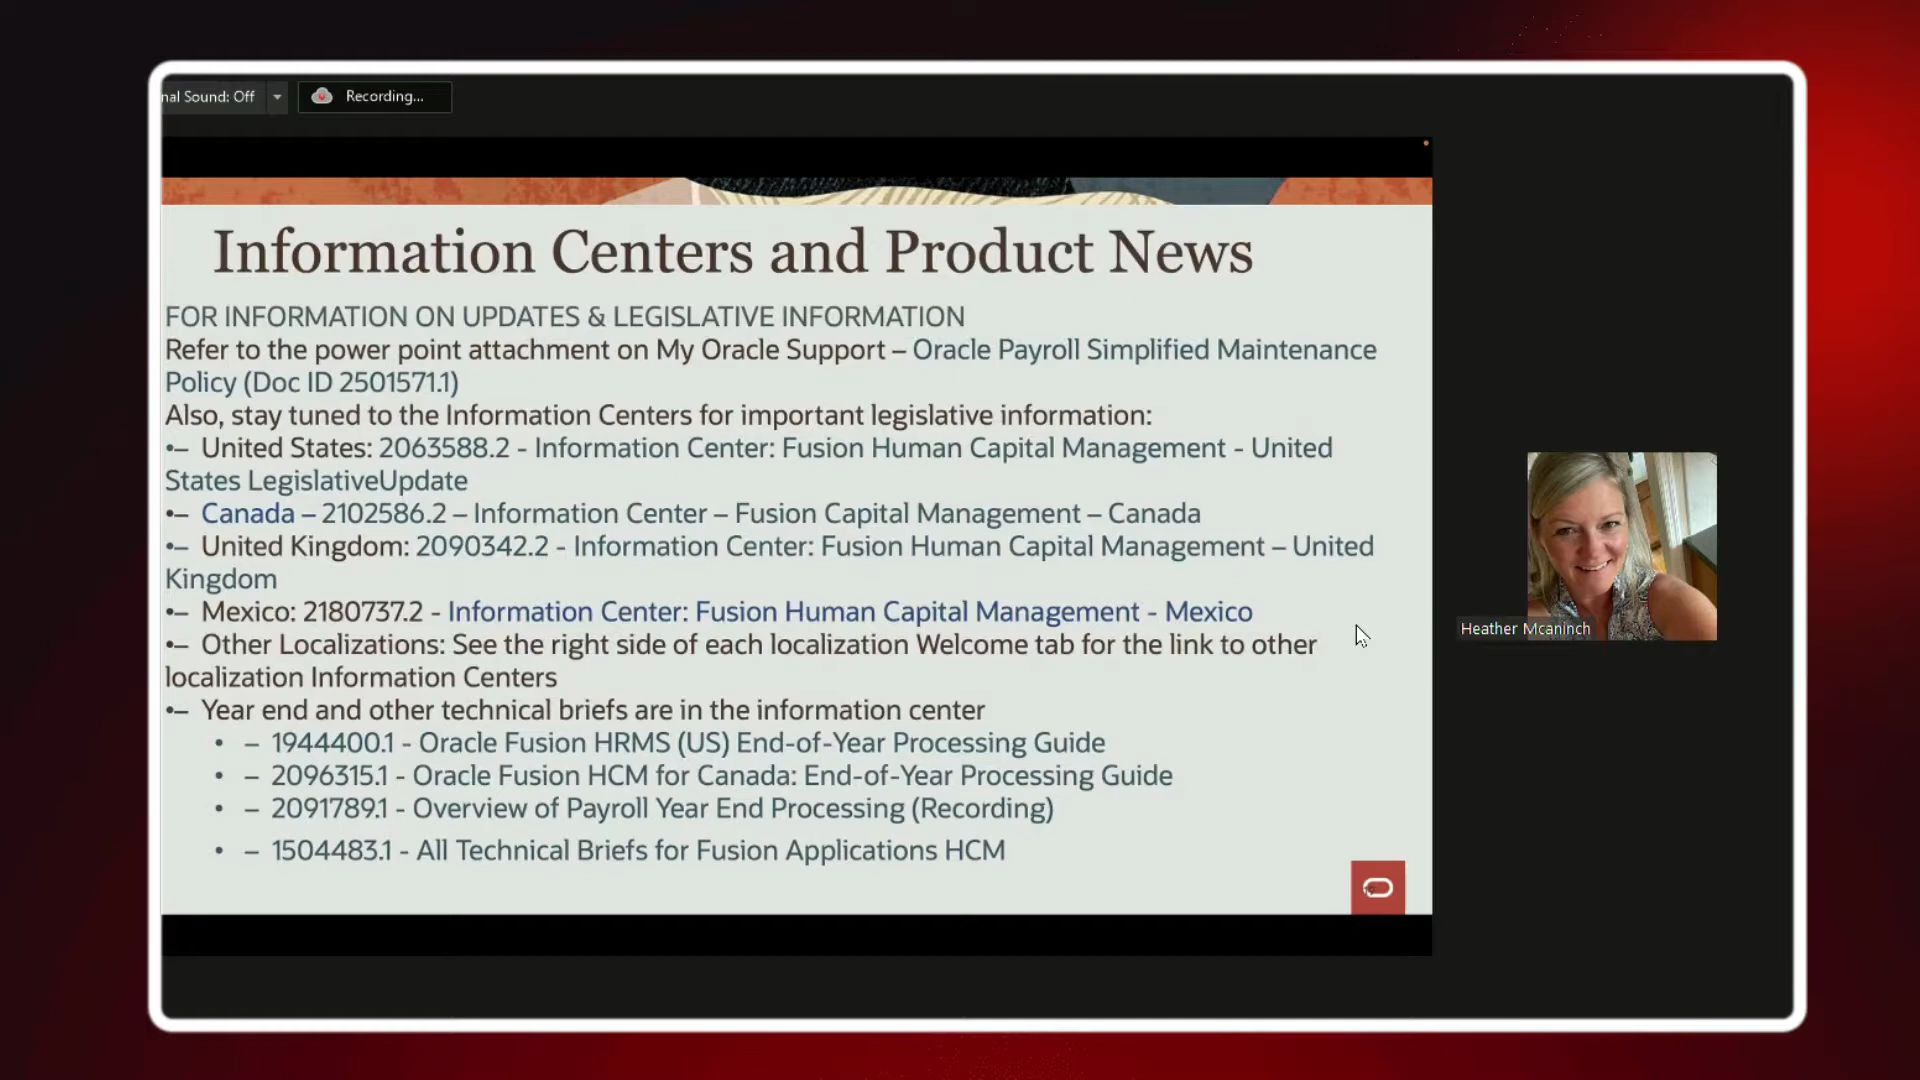 nal Sound: Off
Recording...
Information Centers and Product News
FOR INFORMATION ON UPDATES & LEGISLATIVE INFORMATION
Refer to the power point attachment on My Oracle Support – Oracle Payroll Simplified Maintenance
Policy (Doc ID 2501571.1)
Also, stay tuned to the Information Centers for important legislative information:
•– United States: 2063588.2 - Information Center: Fusion Human Capital Management - United
States LegislativeUpdate
•– Canada – 2102586.2 – Information Center – Fusion Capital Management – Canada
•– United Kingdom: 2090342.2 - Information Center: Fusion Human Capital Management – United
Kingdom
•– Mexico: 2180737.2 - Information Center: Fusion Human Capital Management - Mexico
•– Other Localizations: See the right side of each localization Welcome tab for the link to other
localization Information Centers
•– Year end and other technical briefs are in the information center
• – 1944400.1 - Oracle Fusion HRMS (US) End-of-Year Processing Guide
• – 2096315.1 - Oracle Fusion HCM for Canada: End-of-Year Processing Guide
• – 2091789.1 - Overview of Payroll Year End Processing (Recording)
• – 1504483.1 - All Technical Briefs for Fusion Applications HCM
Heather Mcaninch